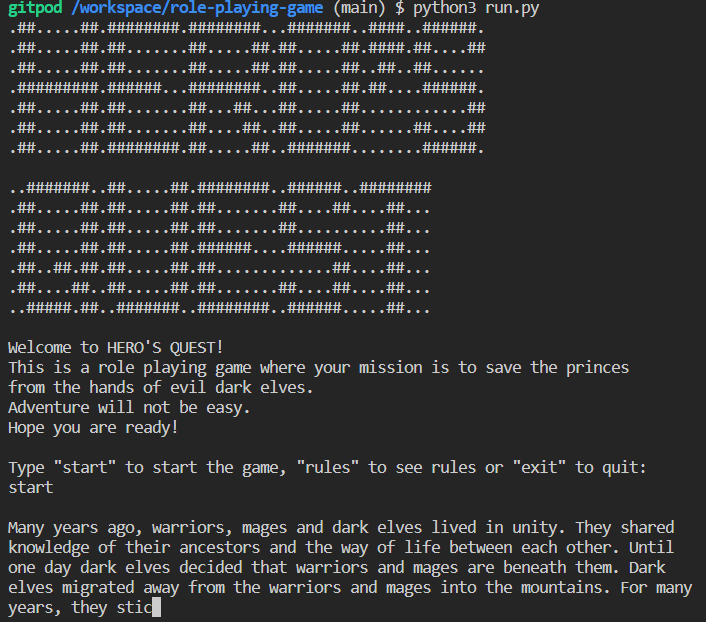 gitpod /workspace/role-playing-game (main) $ python3 run.py
.##.....##.########.########...#######..####..######.
.##.....##.##.......##.....##.##.....##.####.##....##
.##.....##.##.......##.....##.##.....##..##..##......
.#########.######...########..##.....##.##....######.
.##.....##.##.......##...##...##.....##............##
.##.....##.##.......##....##..##.....##.......##....##
.##.....##.########.##.....##..#######........######.
..#######..##.....##.########..######..########
.##.....##.##.....##.##.......##....##....##...
.##.....##.##.....##.##.......##..........##...
.##.....##.##.....##.######....######.....##...
.##..##.##.##.....##.##.............##....##...
.##....##..##.....##.##.......##....##....##...
..#####.##..#######..########..######.....##...
Welcome to HERO'S QUEST!
This is a role playing game where your mission is to save the princes
from the hands of evil dark elves.
Adventure will not be easy.
Hope you are ready!
Type "start" to start the game, "rules" to see rules or "exit" to quit:
start
Many years ago, warriors, mages and dark elves lived in unity. They shared
knowledge of their ancestors and the way of life between each other. Until
one day dark elves decided that warriors and mages are beneath them. Dark
elves migrated away from the warriors and mages into the mountains. For many
years, they stic